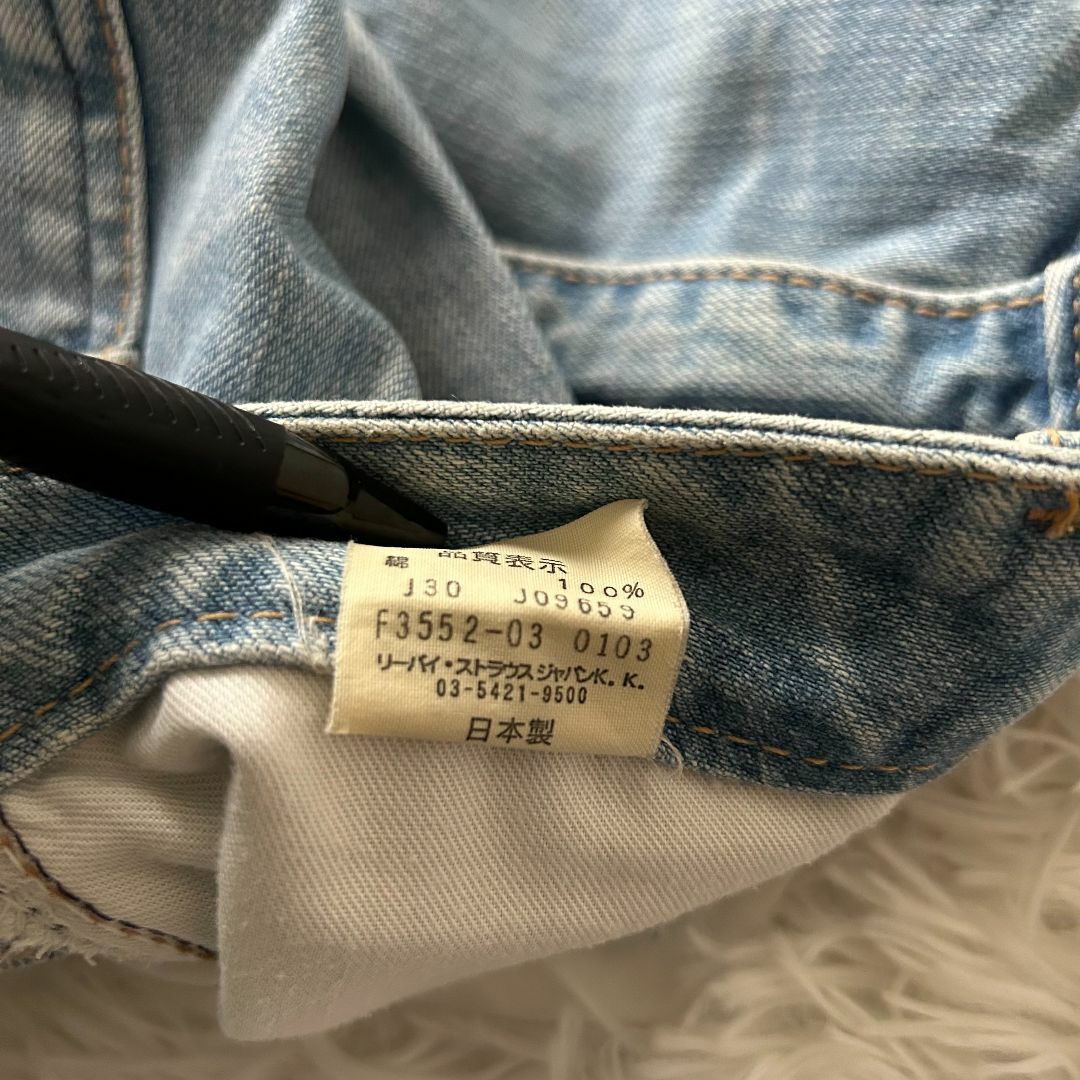 品質表示
綿 100%
J30 J09659
F3552-03 0103
リーバイ・ストラウスジャパンK.K.
03-5421-9500
日本製